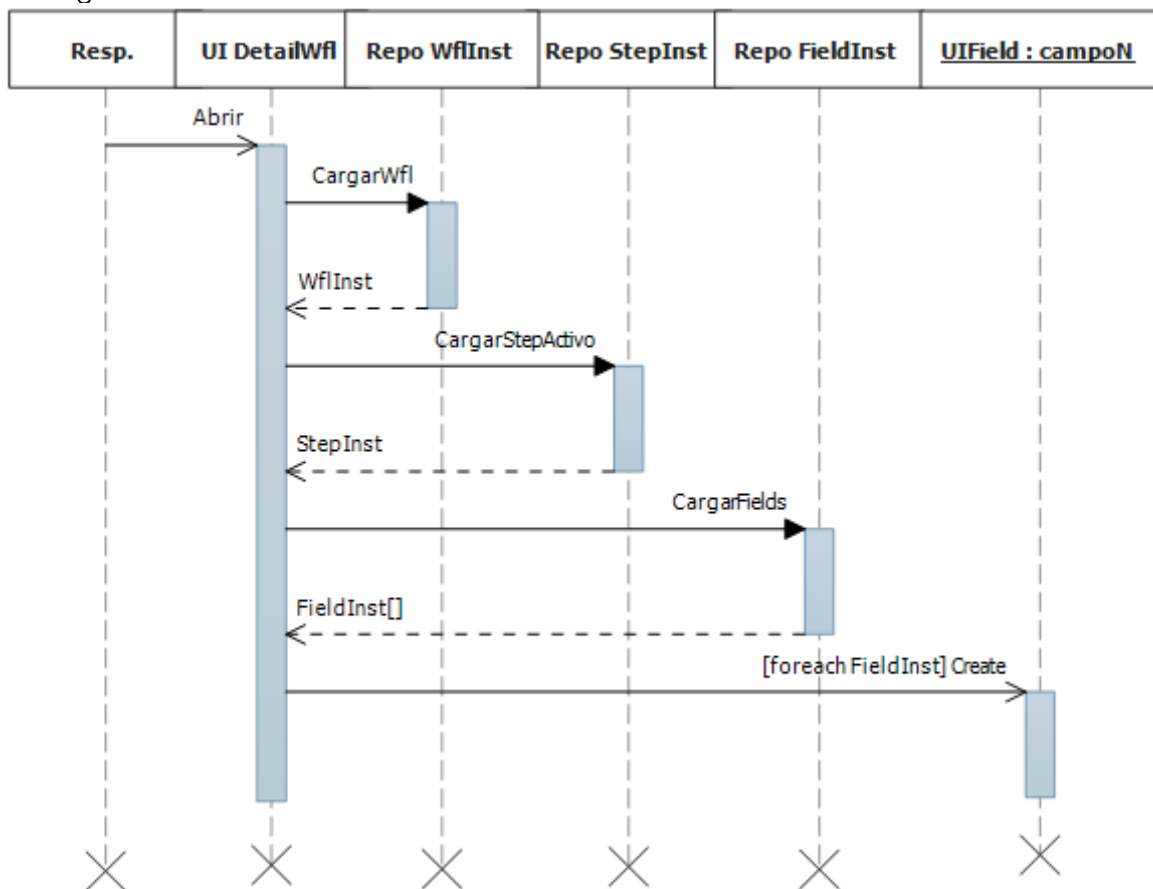 Resp.
UI DetailWfl
Repo WflInst
Repo StepInst
Repo FieldInst
UIField : campoN
Abrir
CargarWfl
WflInst
CargarStepActivo
StepInst
CargarFields
FieldInst[]
[foreach FieldInst] Create